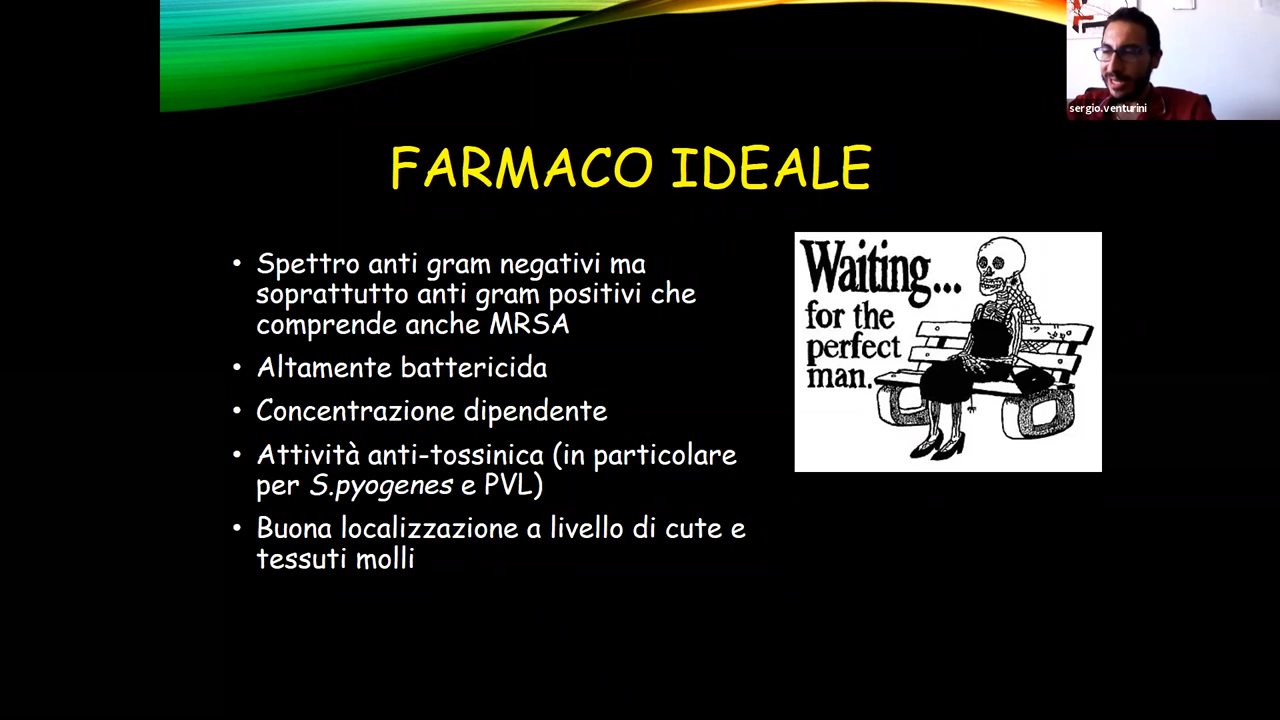 sergio.venturini
FARMACO IDEALE
• Spettro anti gram negativi ma
soprattutto anti gram positivi che
comprende anche MRSA
• Altamente battericida
• Concentrazione dipendente
• Attività anti-tossinica (in particolare
per S.pyogenes e PVL)
• Buona localizzazione a livello di cute e
tessuti molli
Waiting...
for the
perfect
man.